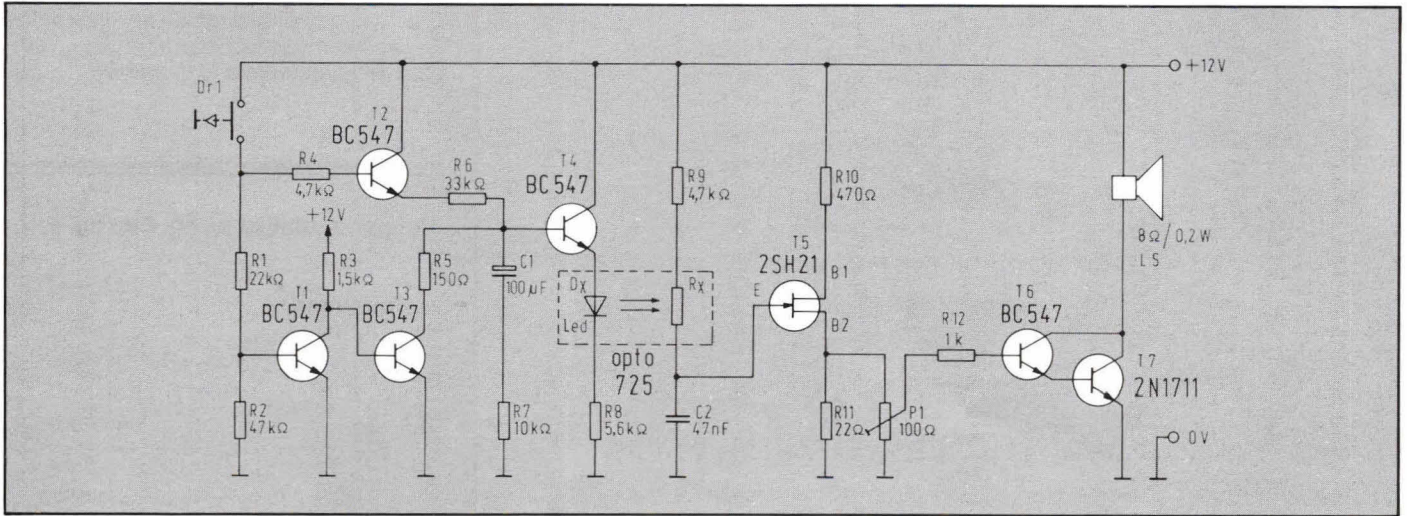 Dr1
T2
BC547
R4
4,7kΩ
R6
33kΩ
T4
BC547
R9
4,7kΩ
R10
470Ω
+12V
8Ω/0,2W
LS
+12V
R1
22kΩ
R3
1,5kΩ
R5
150Ω
C1
100µF
T1
BC547
T3
BC547
Dx
Led
Rx
opto
725
T5
2SH21
E
B1
B2
R12
1k
T6
BC547
T7
2N1711
R2
47kΩ
R7
10kΩ
R8
5,6kΩ
C2
47nF
R11
22Ω
P1
100Ω
0V